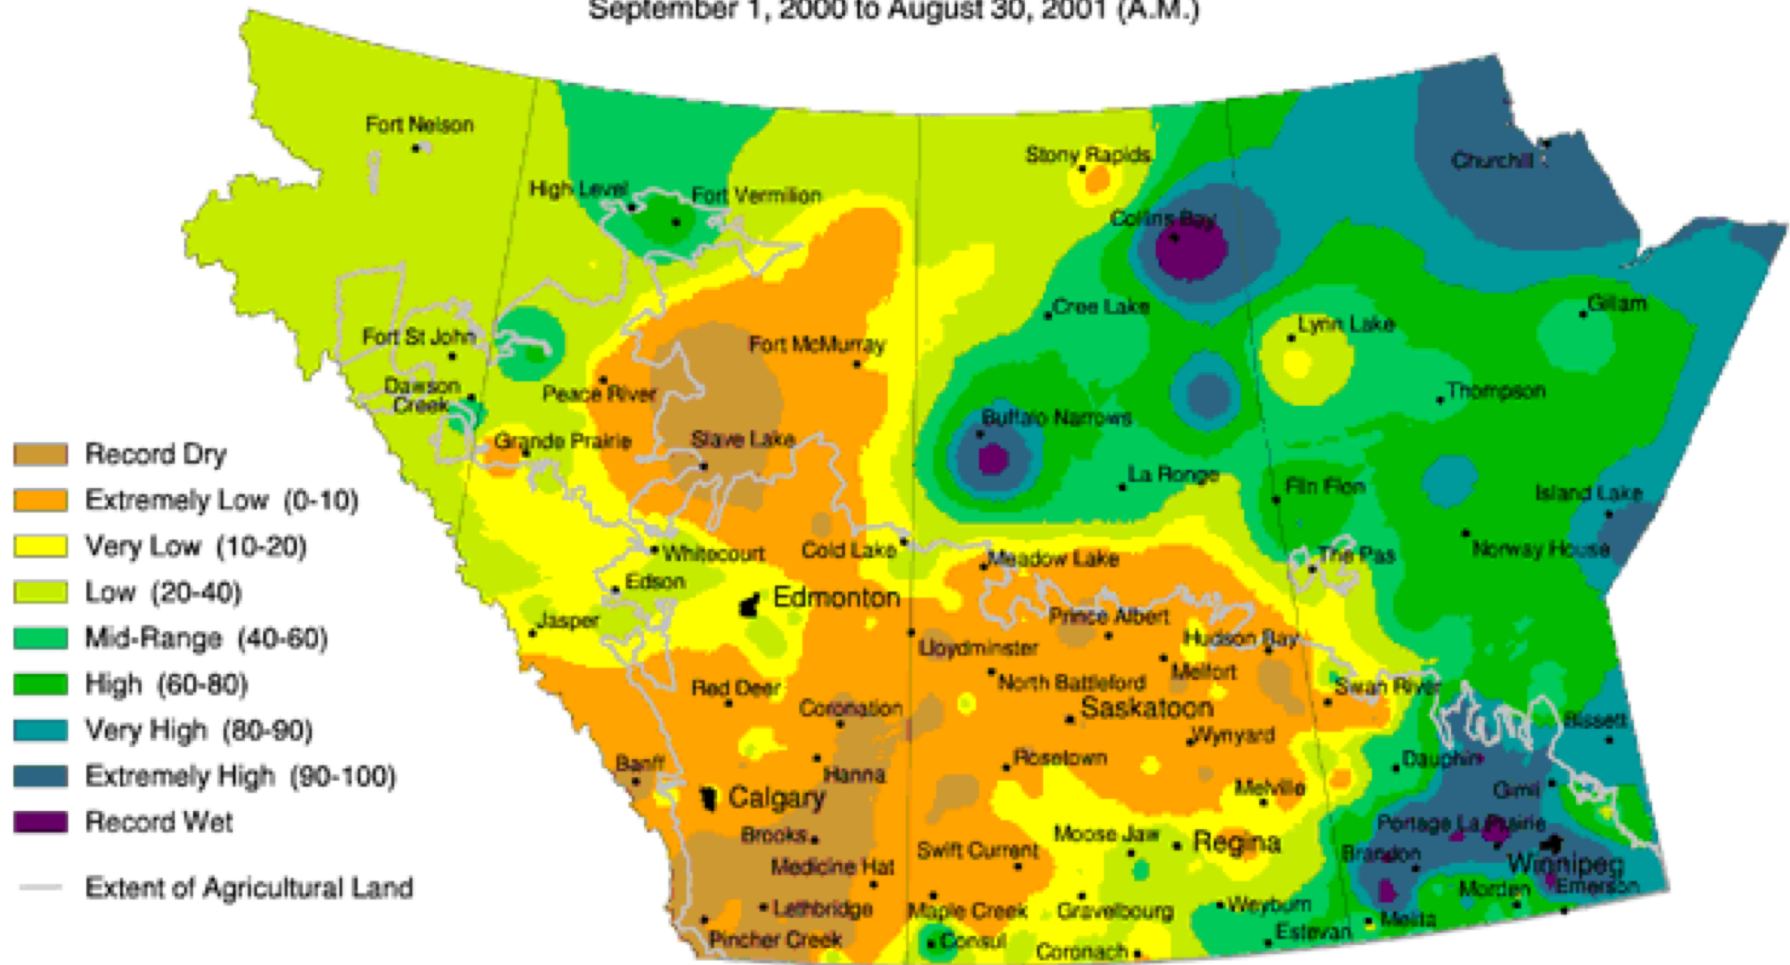 September 1, 2000 to August 30, 2001 (A.M.)
Fort Nelson
Stony Rapids
Churchill
High Level
Fort Vermilion
Collins Bay
Cree Lake
Gillam
Lynn Lake
Fort St John
Fort McMurray
Dawson
Creek
Peace River
Thompson
Buffalo Narrows
Grande Prairie
Slave Lake
La Ronge
Flin Flon
Island Lake
Whitecourt
Cold Lake
Meadow Lake
The Pas
Norway House
Edson
Edmonton
Jasper
Prince Albert
Lloydminster
Hudson Bay
Melfort
Red Deer
North Battleford
Swan River
Coronation
Saskatoon
Bissett
Wynyard
Banff
Hanna
Rosetown
Dauphin
Calgary
Melville
Gimli
Brooks
Moose Jaw
Regina
Portage La Prairie
Medicine Hat
Swift Current
Brandon
Winnipeg
Lethbridge
Maple Creek
Gravelbourg
Weyburn
Morden
Emerson
Pincher Creek
Consul
Coronach
Estevan
Melita
Record Dry
Extremely Low (0-10)
Very Low (10-20)
Low (20-40)
Mid-Range (40-60)
High (60-80)
Very High (80-90)
Extremely High (90-100)
Record Wet
Extent of Agricultural Land